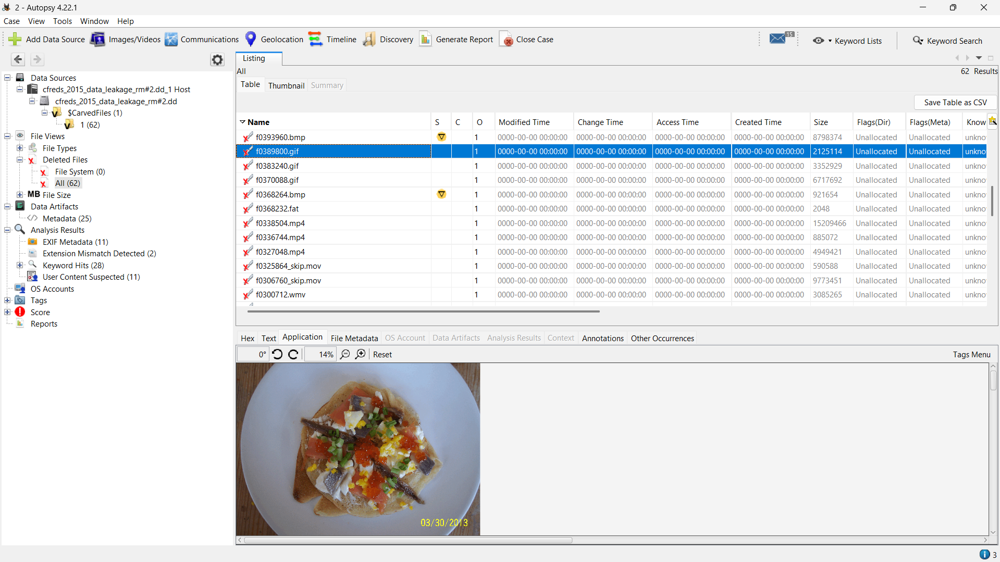 2 - Autopsy 4.22.1
Case View Tools Window Help
Add Data Source Images/Videos Communications Geolocation Timeline Discovery Generate Report Close Case 15 Keyword Lists Keyword Search
Listing
All 62 Results
Table Thumbnail Summary
Save Table as CSV
Data Sources
cfreds_2015_data_leakage_rm#2.dd_1 Host
cfreds_2015_data_leakage_rm#2.dd
$CarvedFiles (1)
1 (62)
File Views
File Types
Deleted Files
File System (0)
All (62)
MB File Size
Data Artifacts
Metadata (25)
Analysis Results
EXIF Metadata (11)
Extension Mismatch Detected (2)
Keyword Hits (28)
User Content Suspected (11)
OS Accounts
Tags
Score
Reports
Name S C O Modified Time Change Time Access Time Created Time Size Flags(Dir) Flags(Meta) Know
f0393960.bmp 1 0000-00-00 00:00:00 0000-00-00 00:00:00 0000-00-00 00:00:00 0000-00-00 00:00:00 8798374 Unallocated Unallocated unkno
f0389800.gif 1 0000-00-00 00:00:00 0000-00-00 00:00:00 0000-00-00 00:00:00 0000-00-00 00:00:00 2125114 Unallocated Unallocated unkno
f0383240.gif 1 0000-00-00 00:00:00 0000-00-00 00:00:00 0000-00-00 00:00:00 0000-00-00 00:00:00 3352929 Unallocated Unallocated unkno
f0370088.gif 1 0000-00-00 00:00:00 0000-00-00 00:00:00 0000-00-00 00:00:00 0000-00-00 00:00:00 6717692 Unallocated Unallocated unkno
f0368264.bmp 1 0000-00-00 00:00:00 0000-00-00 00:00:00 0000-00-00 00:00:00 0000-00-00 00:00:00 921654 Unallocated Unallocated unkno
f0368232.fat 1 0000-00-00 00:00:00 0000-00-00 00:00:00 0000-00-00 00:00:00 0000-00-00 00:00:00 2048 Unallocated Unallocated unkno
f0338504.mp4 1 0000-00-00 00:00:00 0000-00-00 00:00:00 0000-00-00 00:00:00 0000-00-00 00:00:00 15209466 Unallocated Unallocated unkno
f0336744.mp4 1 0000-00-00 00:00:00 0000-00-00 00:00:00 0000-00-00 00:00:00 0000-00-00 00:00:00 885072 Unallocated Unallocated unkno
f0327048.mp4 1 0000-00-00 00:00:00 0000-00-00 00:00:00 0000-00-00 00:00:00 0000-00-00 00:00:00 4949421 Unallocated Unallocated unkno
f0325864_skip.mov 1 0000-00-00 00:00:00 0000-00-00 00:00:00 0000-00-00 00:00:00 0000-00-00 00:00:00 590588 Unallocated Unallocated unkno
f0306760_skip.mov 1 0000-00-00 00:00:00 0000-00-00 00:00:00 0000-00-00 00:00:00 0000-00-00 00:00:00 9773451 Unallocated Unallocated unkno
f0300712.wmv 1 0000-00-00 00:00:00 0000-00-00 00:00:00 0000-00-00 00:00:00 0000-00-00 00:00:00 3085265 Unallocated Unallocated unkno
Hex Text Application File Metadata OS Account Data Artifacts Analysis Results Context Annotations Other Occurrences
0° 14% Reset Tags Menu
03/30/2013
3